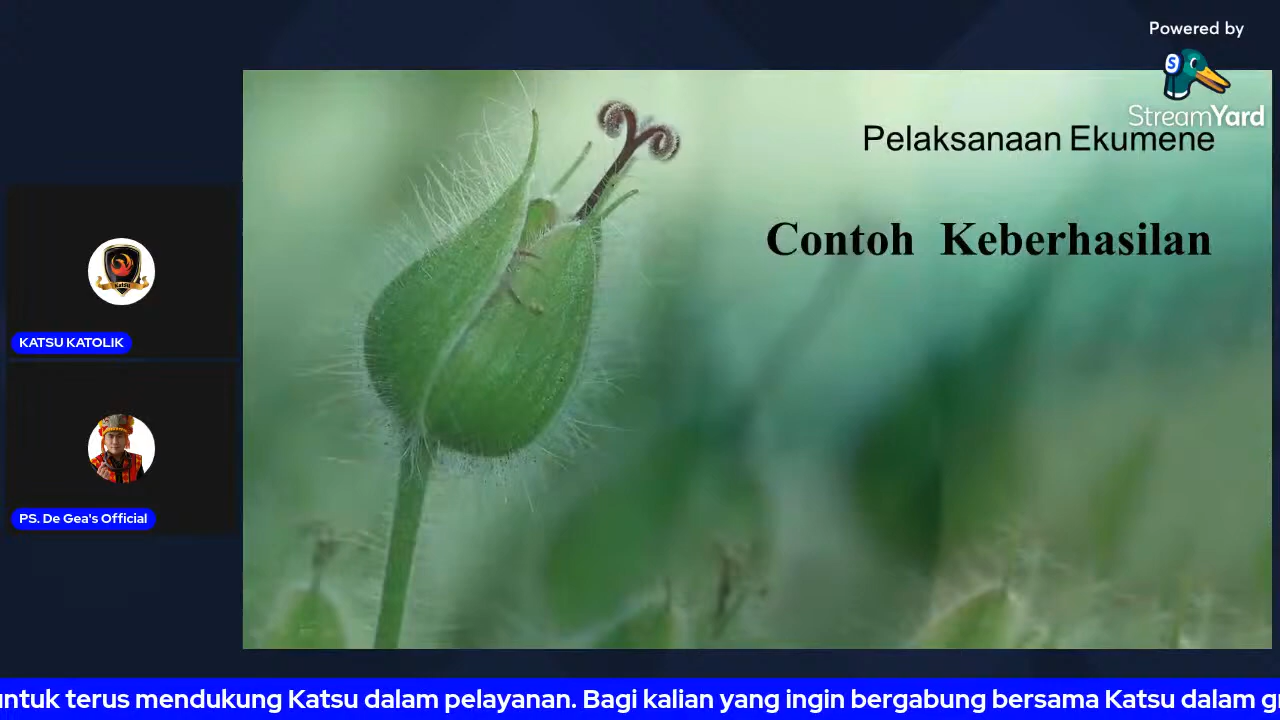 Powered by
StreamYard
Pelaksanaan Ekumene
Contoh Keberhasilan
Katsu
KATSU KATOLIK
PS. De Gea's Official
untuk terus mendukung Katsu dalam pelayanan. Bagi kalian yang ingin bergabung bersama Katsu dalam